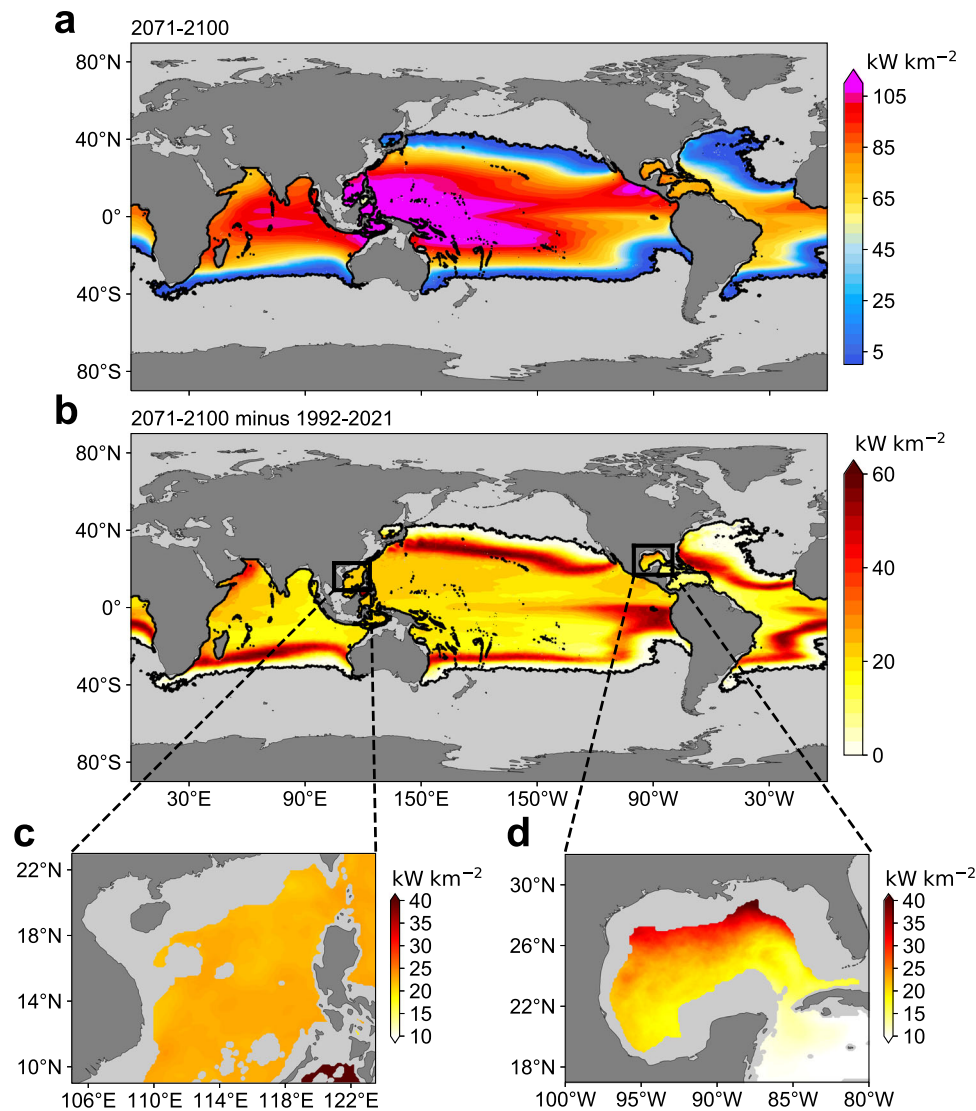 a
2071-2100
80°N
40°N
0°
40°S
80°S
kW km−2
105
85
65
45
25
5
b
2071-2100 minus 1992-2021
80°N
40°N
0°
40°S
80°S
30°E 90°E 150°E 150°W 90°W 30°W
kW km−2
60
40
20
0
c
22°N
18°N
14°N
10°N
106°E 110°E 114°E 118°E 122°E
kW km−2
40
35
30
25
20
15
10
d
30°N
26°N
22°N
18°N
100°W 95°W 90°W 85°W 80°W
kW km−2
40
35
30
25
20
15
10